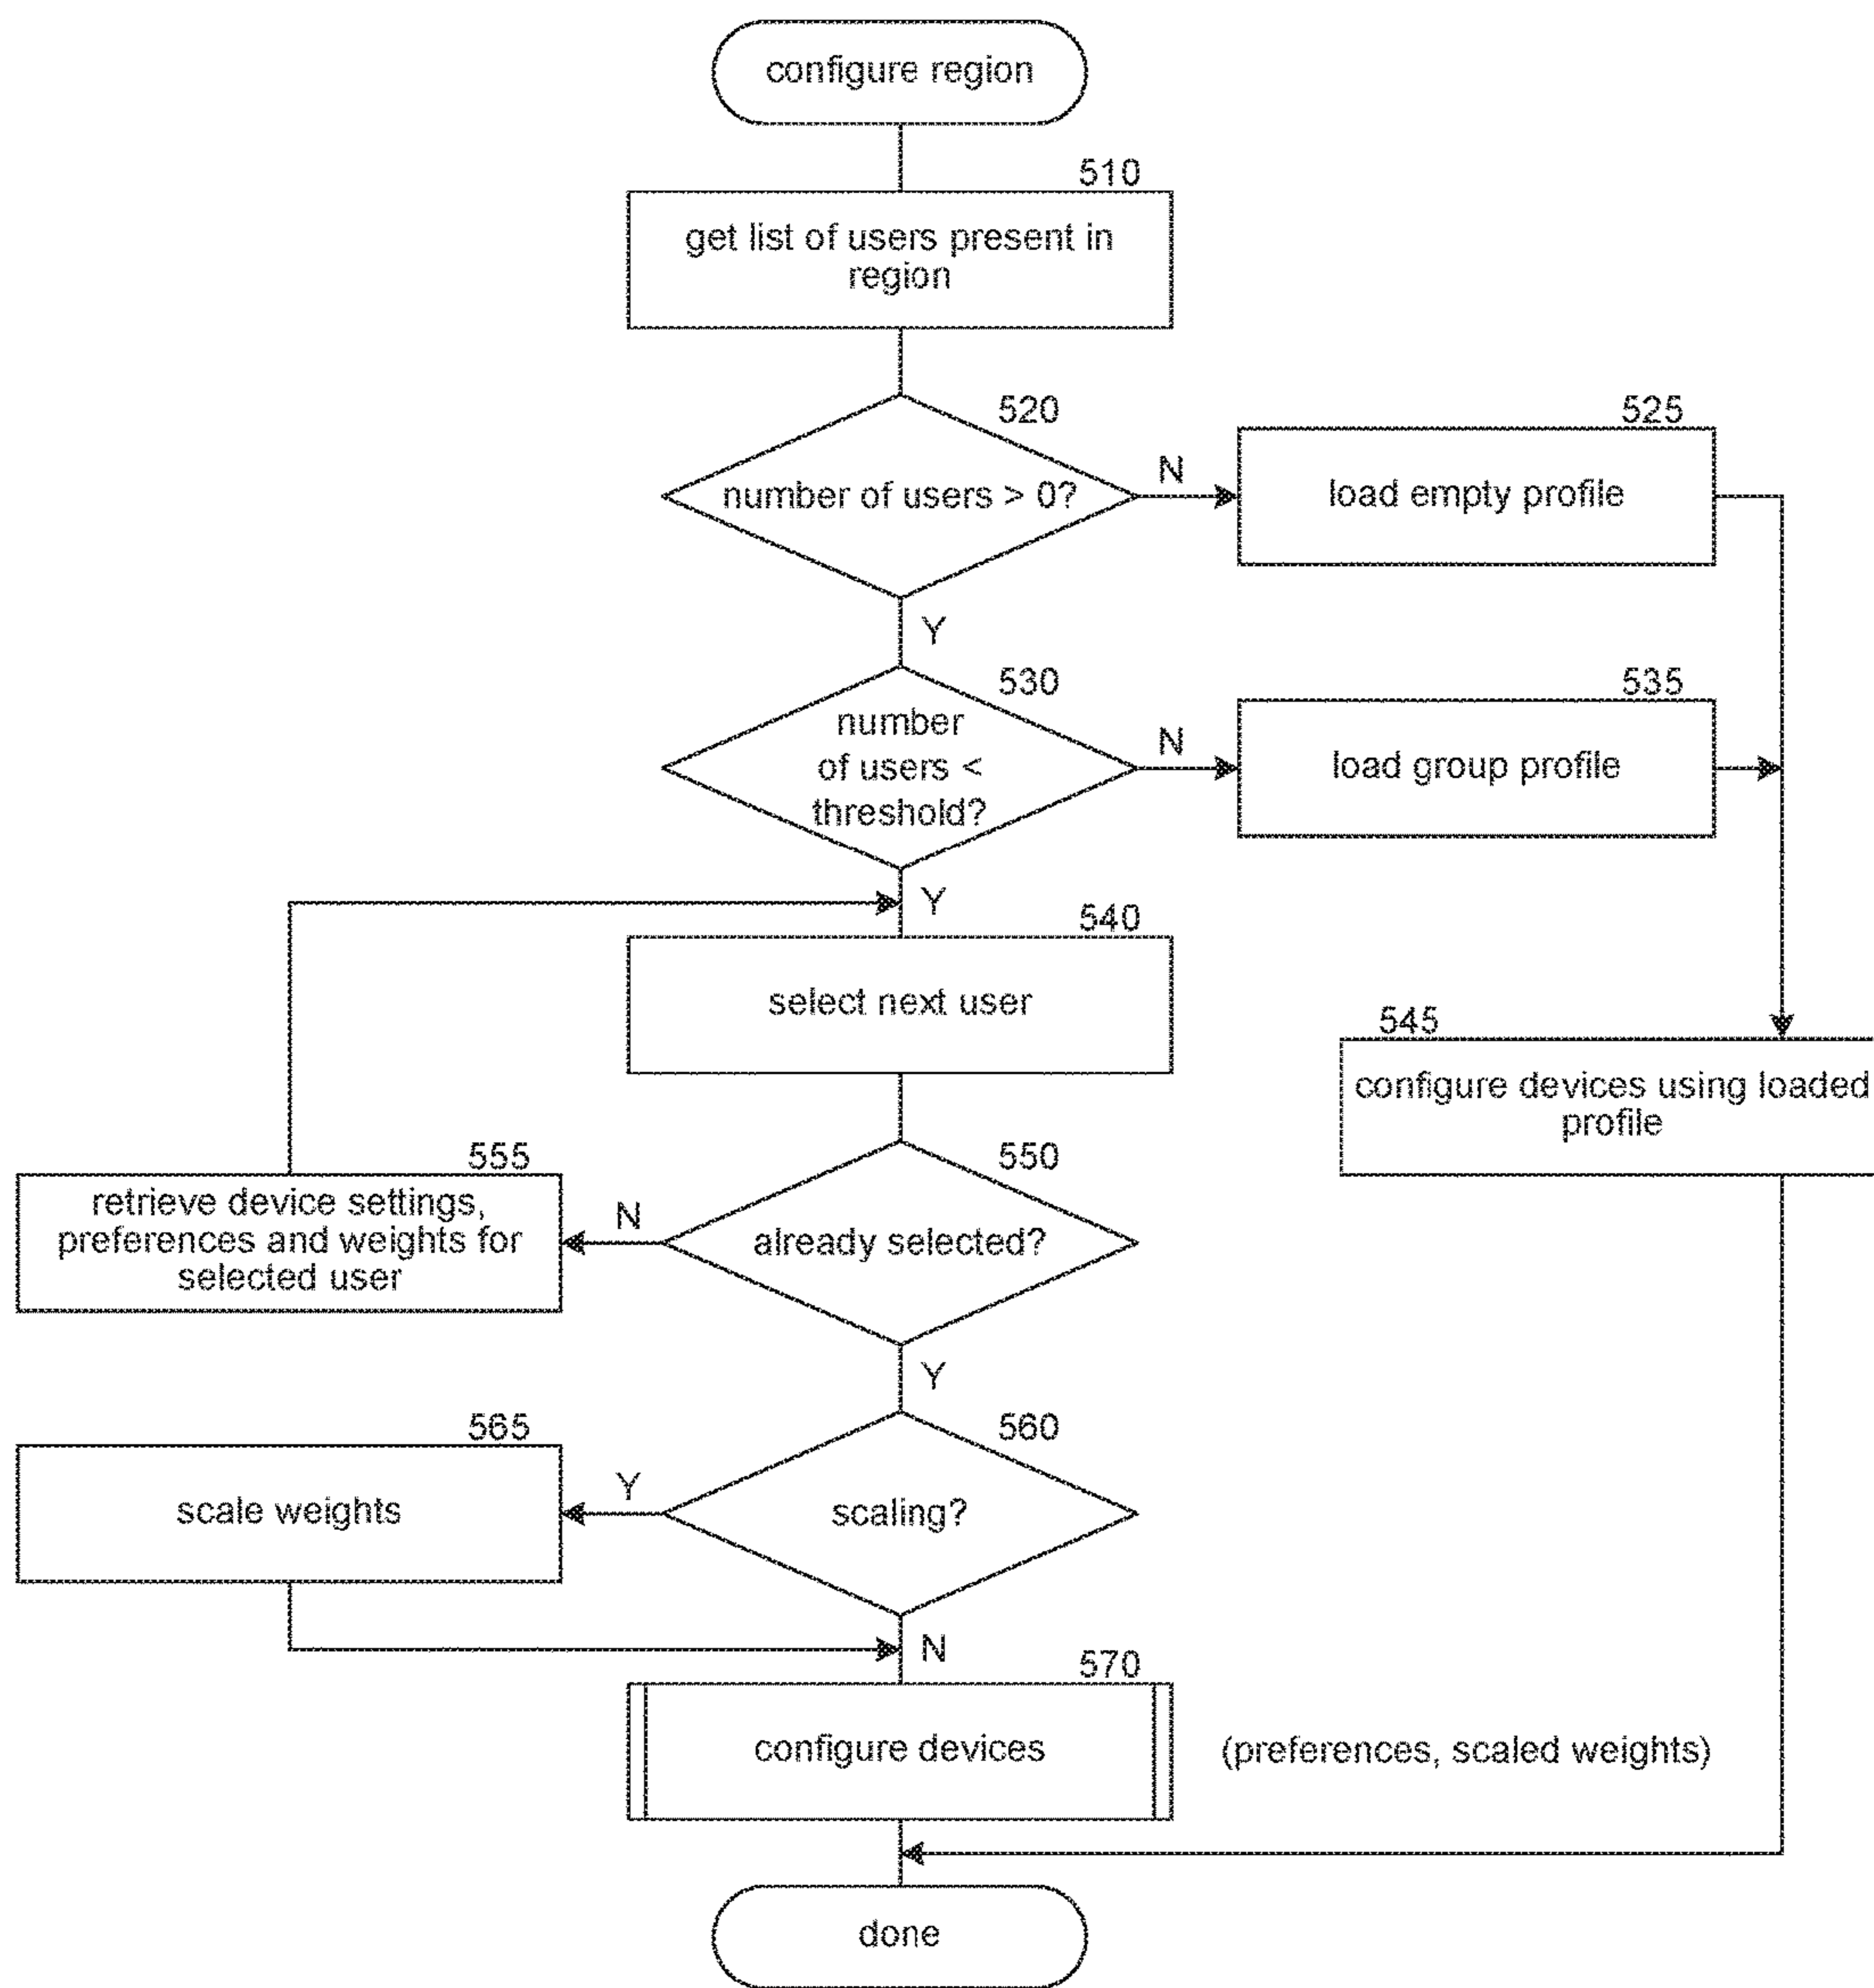 configure region
510
get list of users present in
region
520
number of users > 0?
N
525
load empty profile
Y
530
number
of users <
threshold?
N
535
load group profile
Y
540
select next user
545
configure devices using loaded
profile
550
already selected?
N
555
retrieve device settings,
preferences and weights for
selected user
Y
560
scaling?
Y
565
scale weights
N
570
configure devices
(preferences, scaled weights)
done